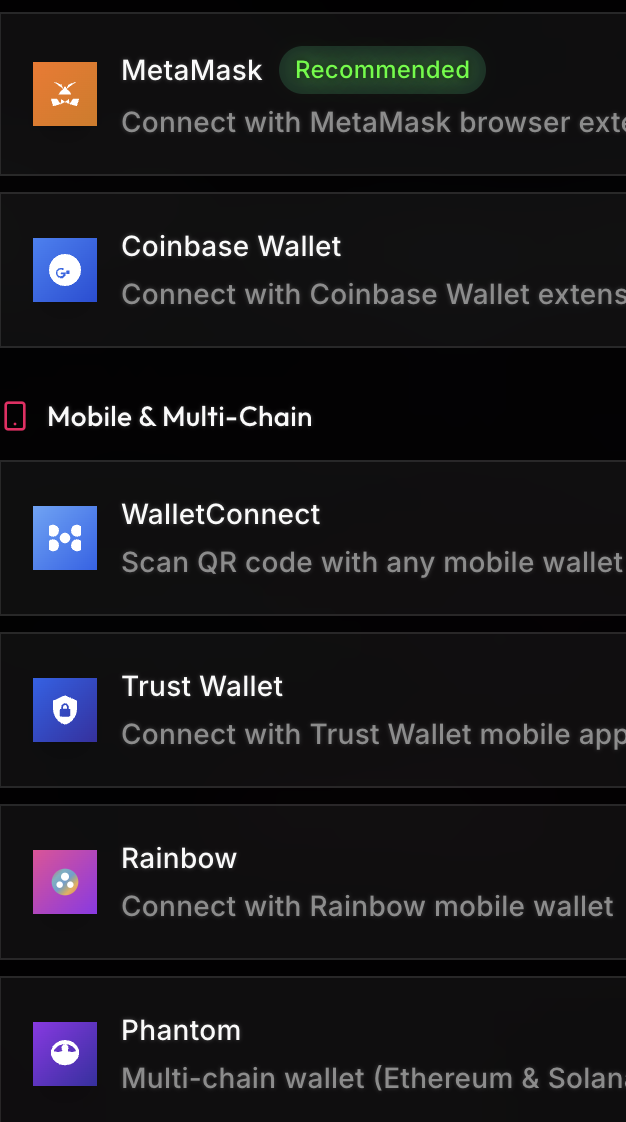 MetaMask Recommended
Connect with MetaMask browser exte
Coinbase Wallet
Connect with Coinbase Wallet extens
Mobile & Multi-Chain
WalletConnect
Scan QR code with any mobile wallet
Trust Wallet
Connect with Trust Wallet mobile app
Rainbow
Connect with Rainbow mobile wallet
Phantom
Multi-chain wallet (Ethereum & Solana